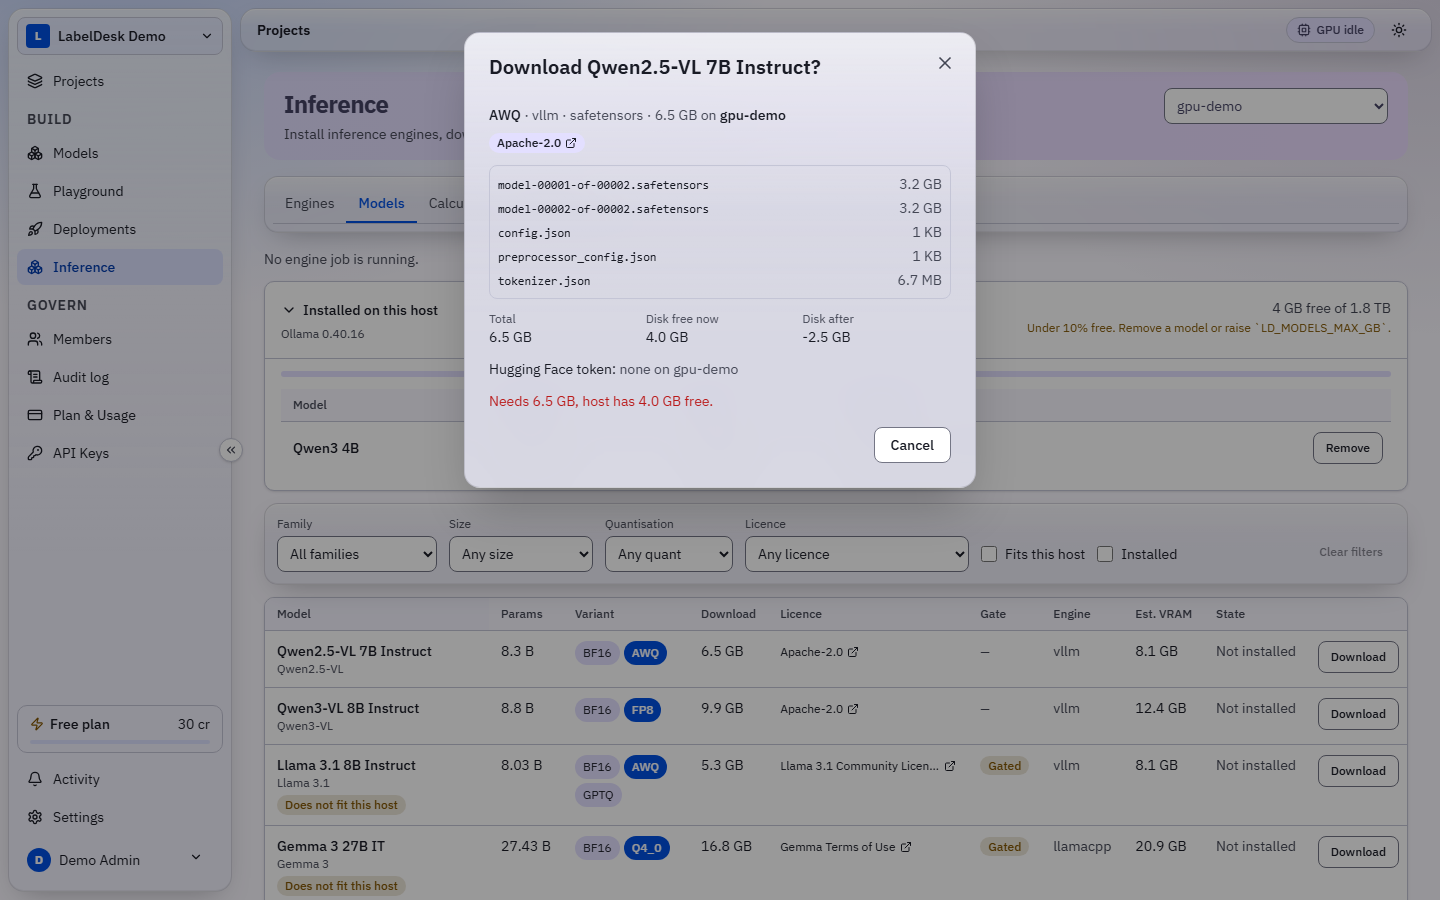 L LabelDesk Demo
Projects
BUILD
Models
Playground
Deployments
Inference
GOVERN
Members
Audit log
Plan & Usage
API Keys
Free plan 30 cr
Activity
Settings
D Demo Admin
Projects
GPU idle
Inference
Install inference engines, dow
gpu-demo
Engines Models Calcu
No engine job is running.
Installed on this host
Ollama 0.40.16
4 GB free of 1.8 TB
Under 10% free. Remove a model or raise `LD_MODELS_MAX_GB`.
Model
Qwen3 4B Remove
Download Qwen2.5-VL 7B Instruct?
AWQ · vllm · safetensors · 6.5 GB on gpu-demo
Apache-2.0
model-00001-of-00002.safetensors 3.2 GB
model-00002-of-00002.safetensors 3.2 GB
config.json 1 KB
preprocessor_config.json 1 KB
tokenizer.json 6.7 MB
Total Disk free now Disk after
6.5 GB 4.0 GB -2.5 GB
Hugging Face token: none on gpu-demo
Needs 6.5 GB, host has 4.0 GB free.
Cancel
Family Size Quantisation Licence
All families Any size Any quant Any licence Fits this host Installed Clear filters
Model Params Variant Download Licence Gate Engine Est. VRAM State
Qwen2.5-VL 7B Instruct 8.3 B BF16 AWQ 6.5 GB Apache-2.0 – vllm 8.1 GB Not installed Download
Qwen2.5-VL
Qwen3-VL 8B Instruct 8.8 B BF16 FP8 9.9 GB Apache-2.0 – vllm 12.4 GB Not installed Download
Qwen3-VL
Llama 3.1 8B Instruct 8.03 B BF16 AWQ 5.3 GB Llama 3.1 Community Licen... Gated vllm 8.1 GB Not installed Download
Llama 3.1 GPTQ
Does not fit this host
Gemma 3 27B IT 27.43 B BF16 Q4_0 16.8 GB Gemma Terms of Use Gated llamacpp 20.9 GB Not installed Download
Gemma 3
Does not fit this host